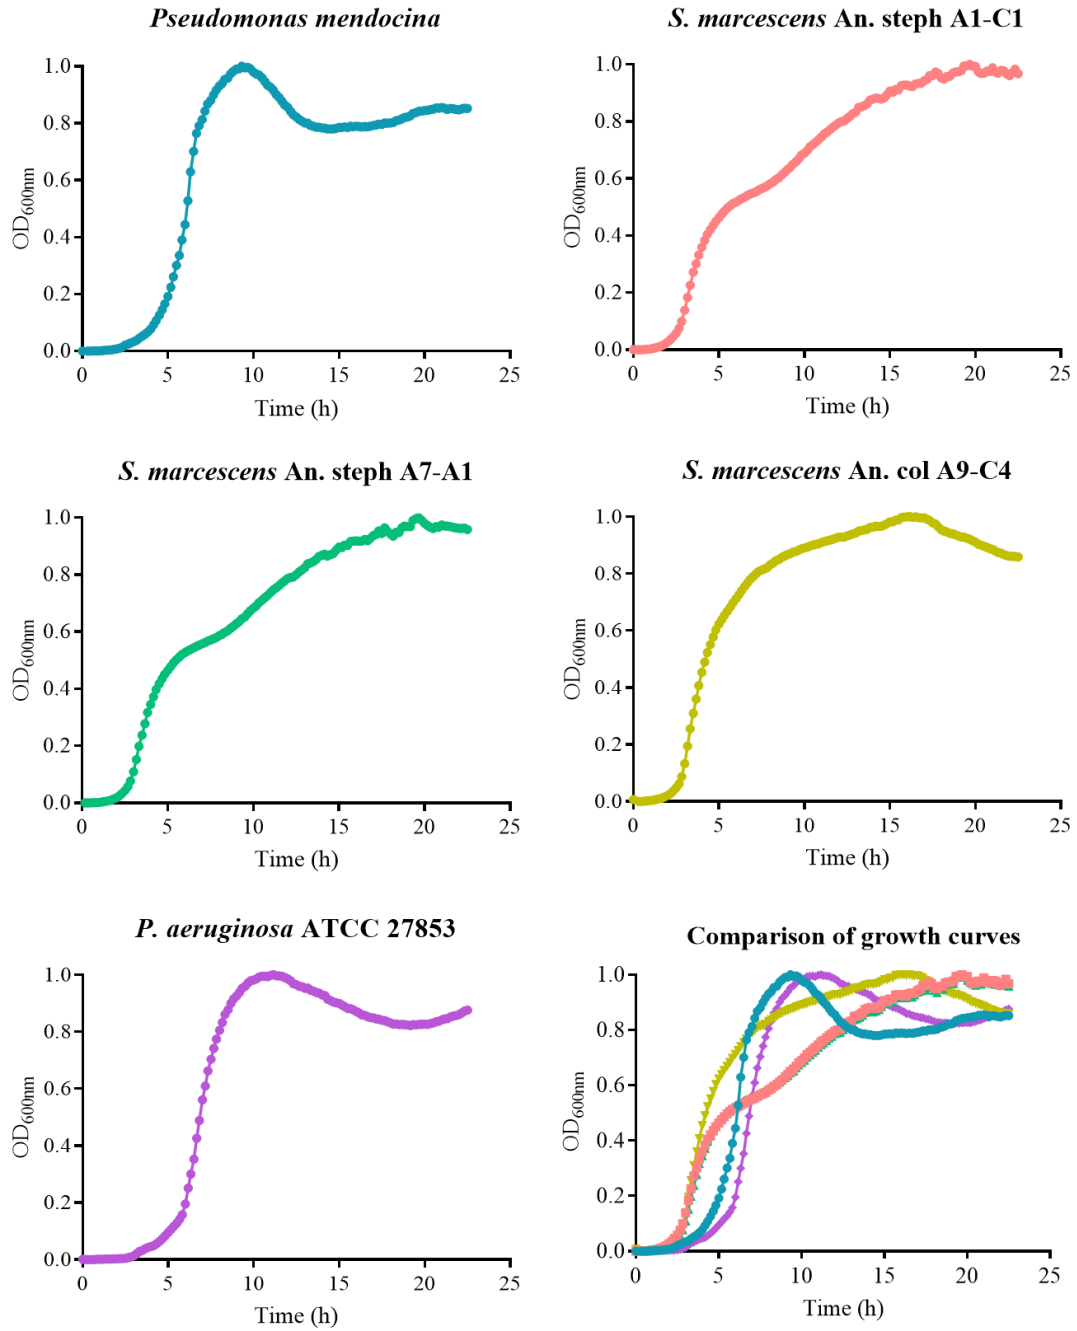 Pseudomonas mendocina
1.0
0.8
0.6
0.4
0.2
0.0
OD600nm
0 5 10 15 20 25
Time (h)
S. marcescens An. steph A1-C1
1.0
0.8
0.6
0.4
0.2
0.0
OD600nm
0 5 10 15 20 25
Time (h)
S. marcescens An. steph A7-A1
1.0
0.8
0.6
0.4
0.2
0.0
OD600nm
0 5 10 15 20 25
Time (h)
S. marcescens An. col A9-C4
1.0
0.8
0.6
0.4
0.2
0.0
OD600nm
0 5 10 15 20 25
Time (h)
P. aeruginosa ATCC 27853
1.0
0.8
0.6
0.4
0.2
0.0
OD600nm
0 5 10 15 20 25
Time (h)
Comparison of growth curves
1.0
0.8
0.6
0.4
0.2
0.0
OD600nm
0 5 10 15 20 25
Time (h)